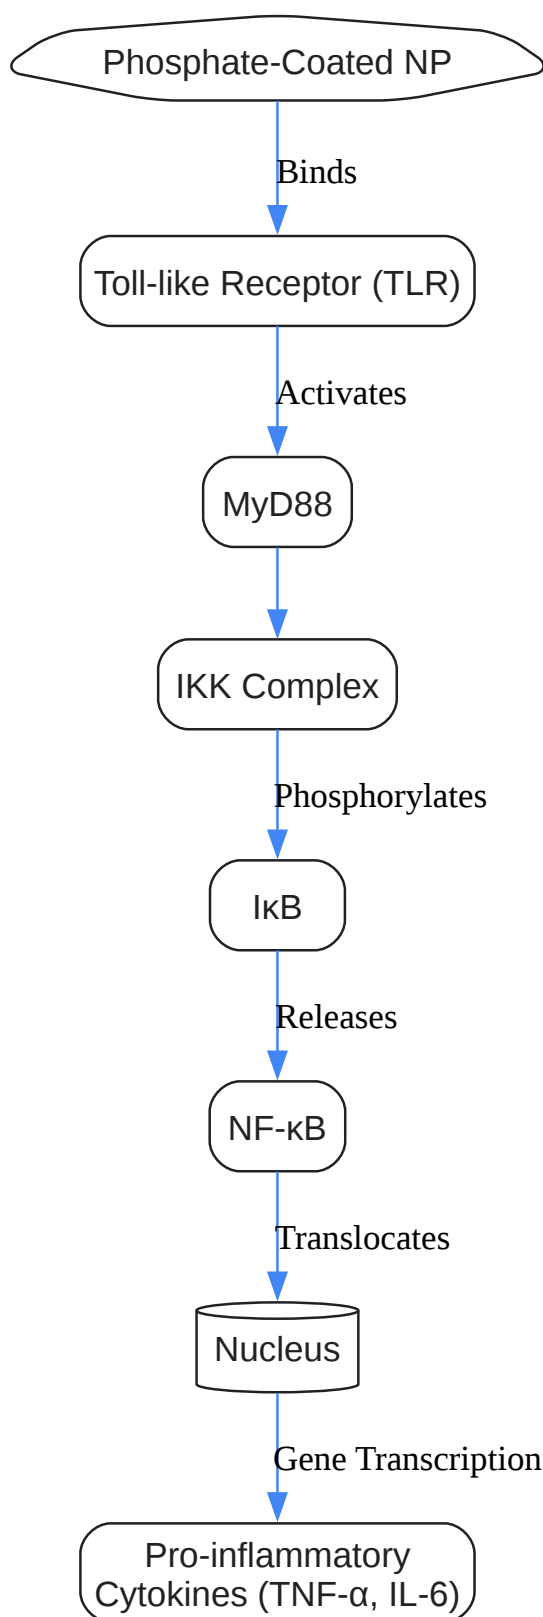 Phosphate-Coated NP
Binds
Toll-like Receptor (TLR)
Activates
MyD88
IKK Complex
Phosphorylates
IκB
Releases
NF-κB
Translocates
Nucleus
Gene Transcription
Pro-inflammatory
Cytokines (TNF-α, IL-6)